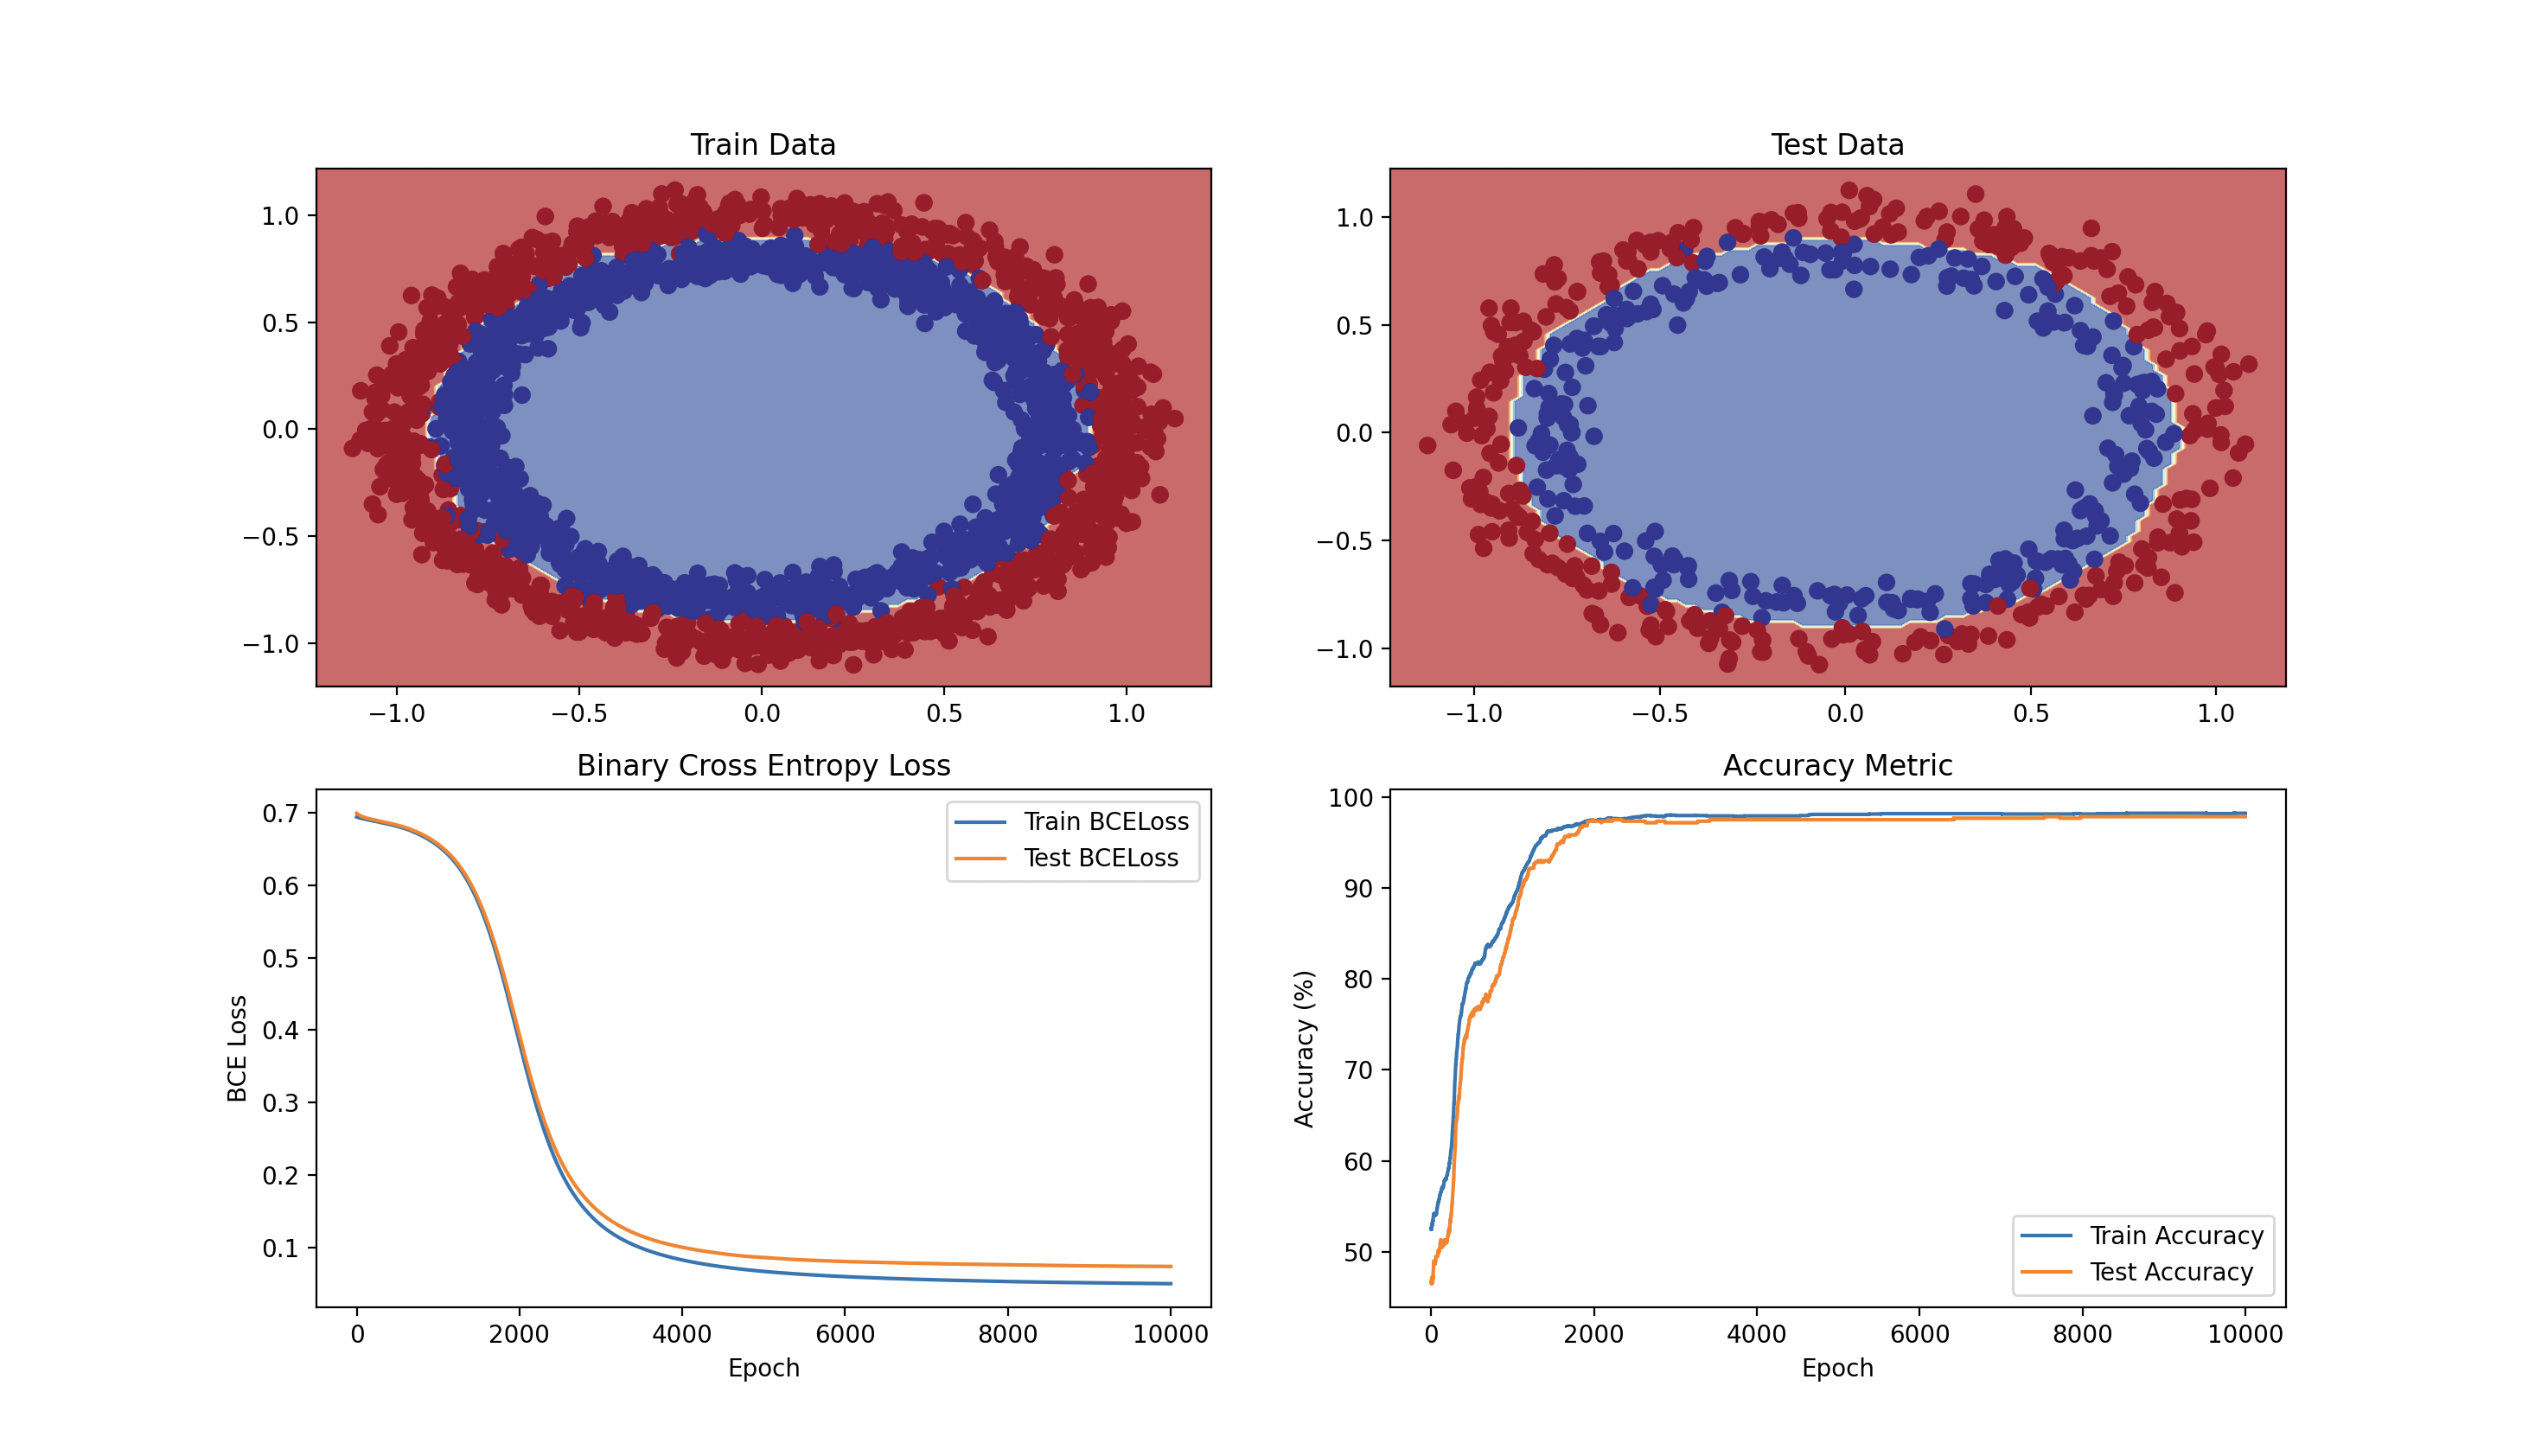 Train Data
1.0
0.5
0.0
−0.5
−1.0
−1.0 −0.5 0.0 0.5 1.0
Test Data
1.0
0.5
0.0
−0.5
−1.0
−1.0 −0.5 0.0 0.5 1.0
Binary Cross Entropy Loss
BCE Loss
0.7
0.6
0.5
0.4
0.3
0.2
0.1
Train BCELoss
Test BCELoss
0 2000 4000 6000 8000 10000
Epoch
Accuracy Metric
Accuracy (%)
100
90
80
70
60
50
Train Accuracy
Test Accuracy
0 2000 4000 6000 8000 10000
Epoch